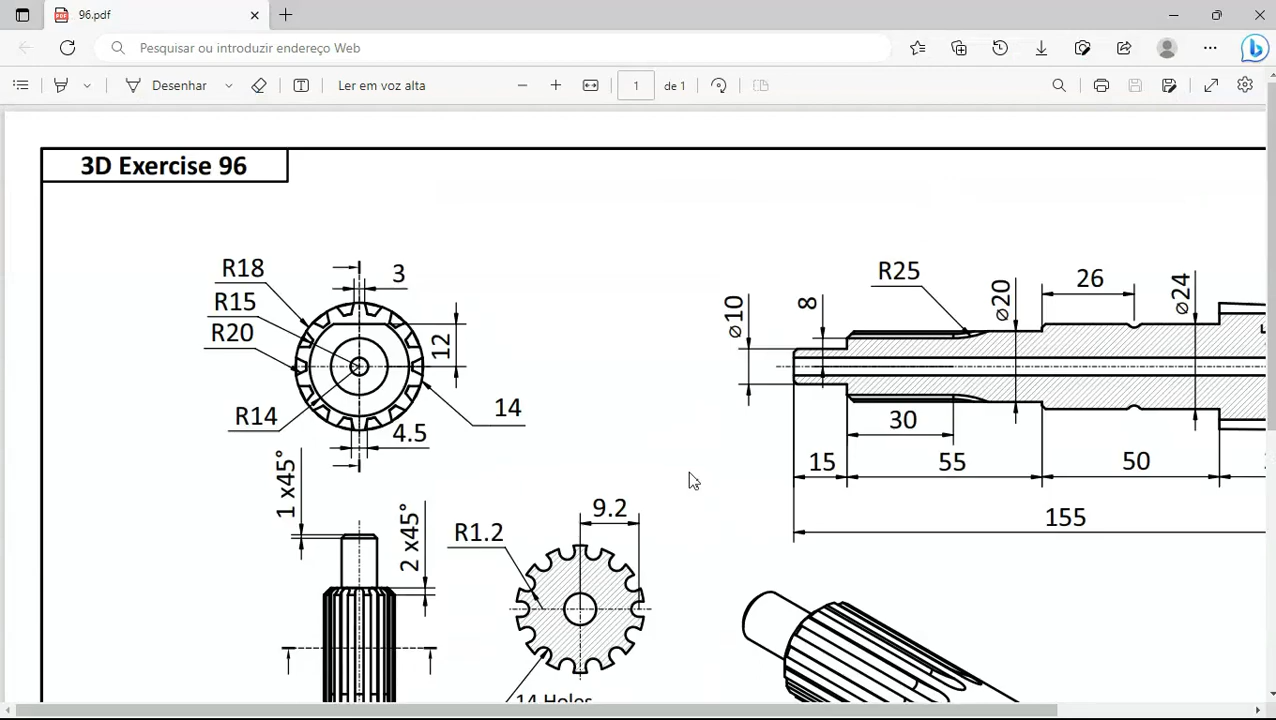 96.pdf
Pesquisar ou introduzir endereço Web
Desenhar
Ler em voz alta
1
de 1
3D Exercise 96
R18
3
R15
R20
12
R14
14
4.5
R25
26
⌀10
8
⌀20
⌀24
30
15
55
50
155
1 x45°
2 x45°
R1.2
9.2
14 Holes